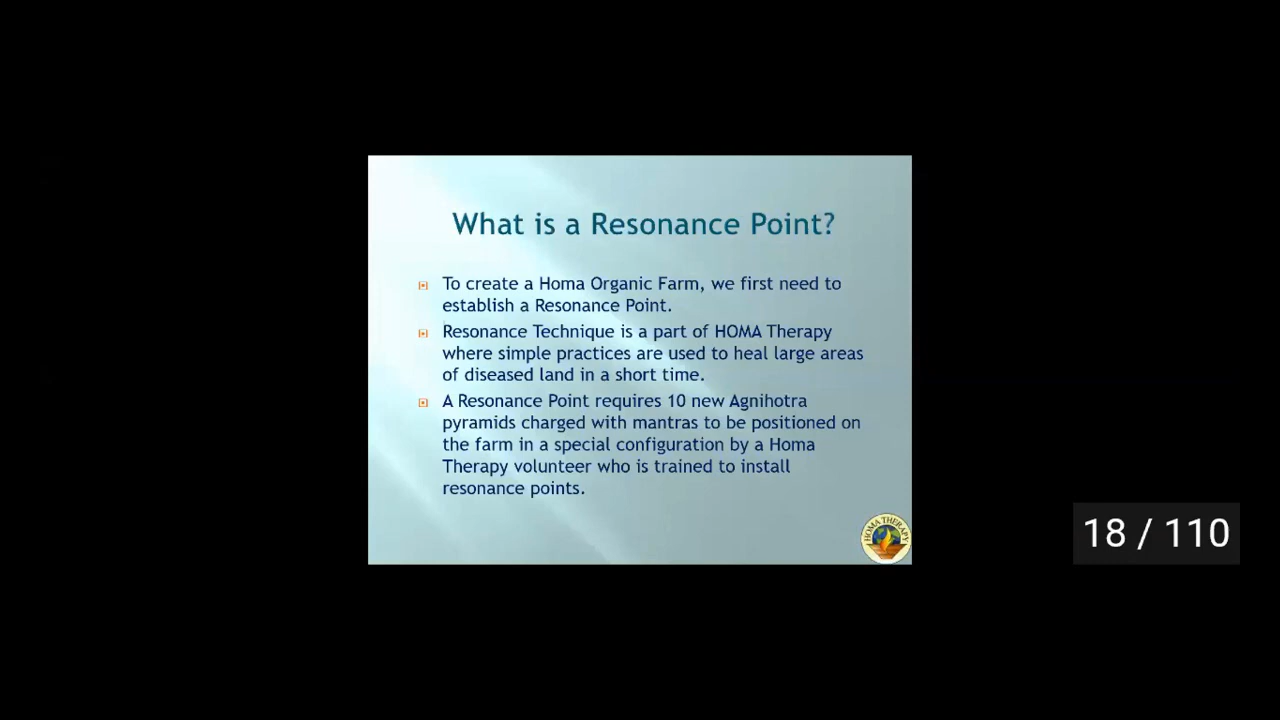 What is a Resonance Point?
To create a Homa Organic Farm, we first need to
establish a Resonance Point.
Resonance Technique is a part of HOMA Therapy
where simple practices are used to heal large areas
of diseased land in a short time.
A Resonance Point requires 10 new Agnihotra
pyramids charged with mantras to be positioned on
the farm in a special configuration by a Homa
Therapy volunteer who is trained to install
resonance points.
HOMA THERAPY
18 / 110